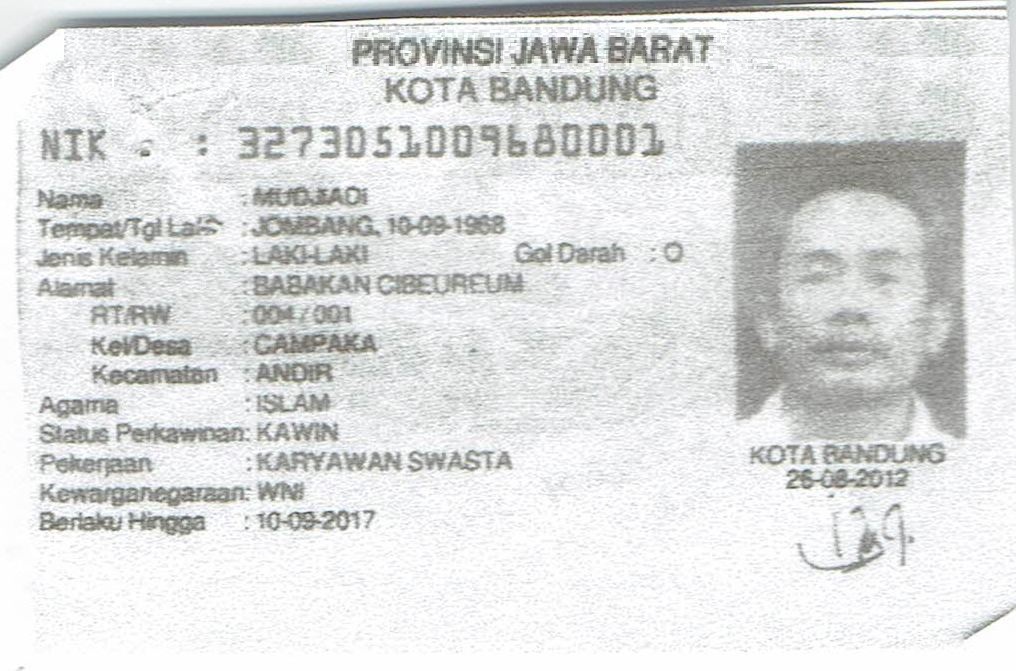 PROVINSI JAWA BARAT
KOTA BANDUNG
NIK : 3273051009680001
Nama : MUDJIADI
Tempat/Tgl Lahir : JOMBANG, 10-09-1968
Jenis Kelamin : LAKI-LAKI Gol Darah : O
Alamat : BABAKAN CIBEUREUM
RT/RW : 004 / 001
Kel/Desa : CAMPAKA
Kecamatan : ANDIR
Agama : ISLAM
Status Perkawinan: KAWIN
Pekerjaan : KARYAWAN SWASTA
Kewarganegaraan: WNI
Berlaku Hingga : 10-09-2017
KOTA BANDUNG
26-08-2012